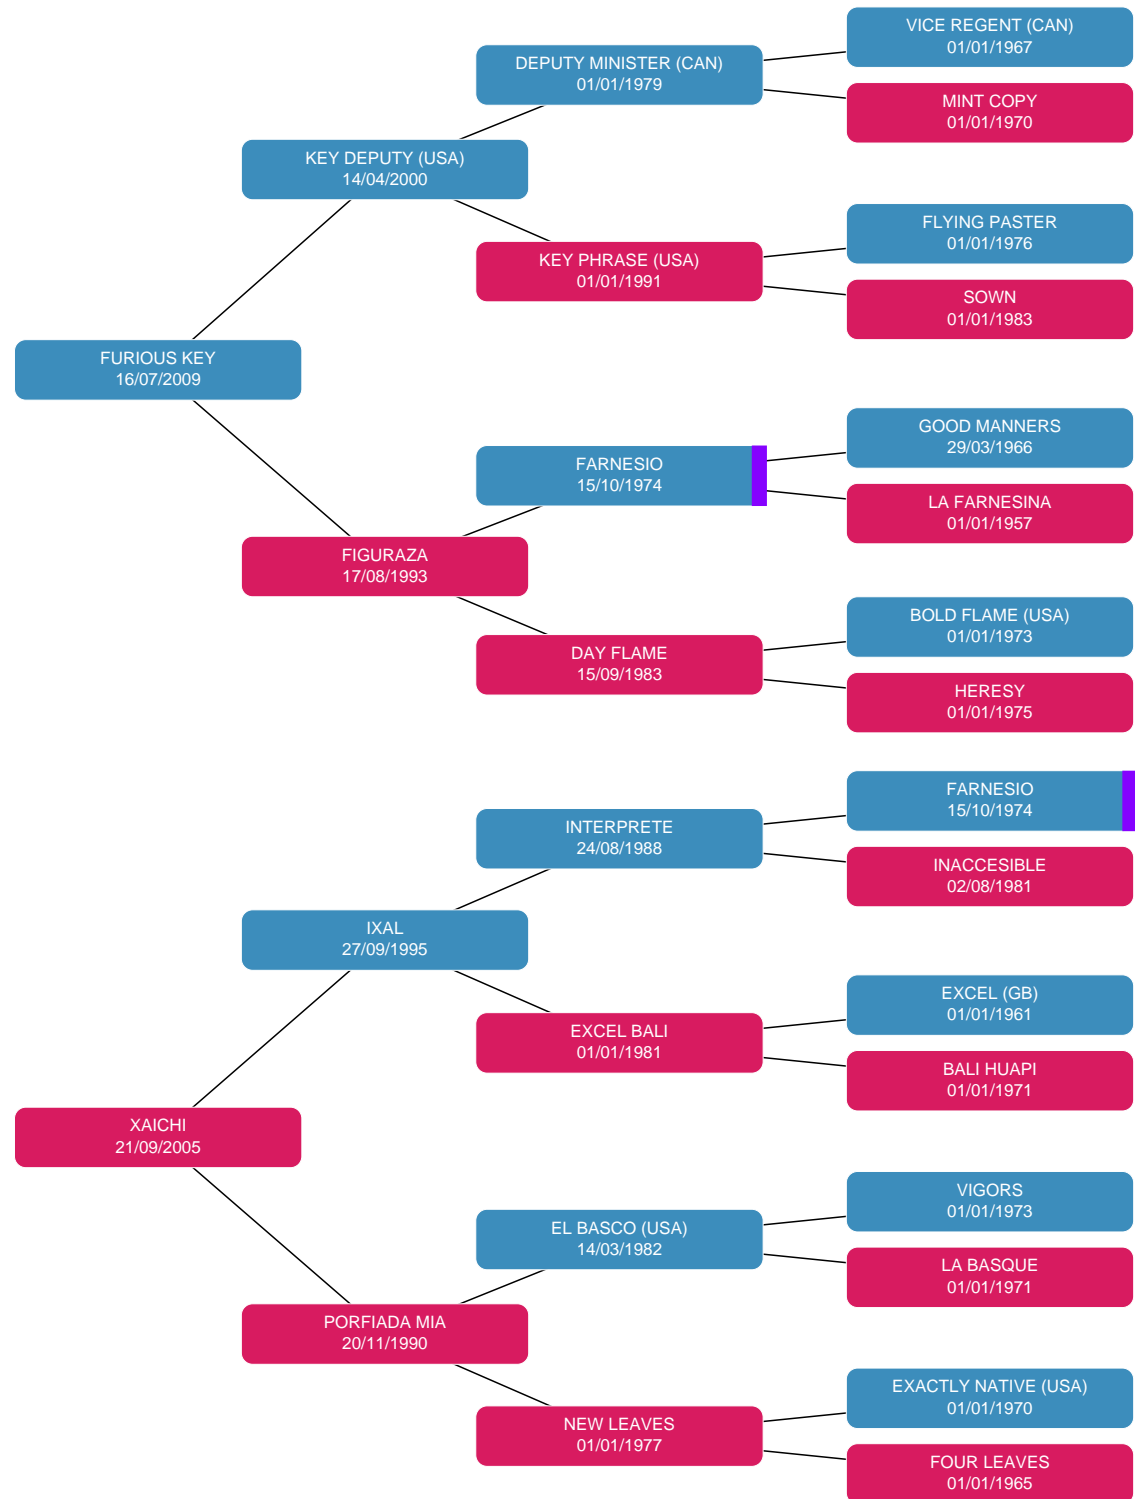 VICE REGENT (CAN)
01/01/1967
DEPUTY MINISTER (CAN)
01/01/1979
MINT COPY
01/01/1970
KEY DEPUTY (USA)
14/04/2000
FLYING PASTER
01/01/1976
KEY PHRASE (USA)
01/01/1991
SOWN
01/01/1983
FURIOUS KEY
16/07/2009
GOOD MANNERS
29/03/1966
FARNESIO
15/10/1974
LA FARNESINA
01/01/1957
FIGURAZA
17/08/1993
BOLD FLAME (USA)
01/01/1973
DAY FLAME
15/09/1983
HERESY
01/01/1975
FARNESIO
15/10/1974
INTERPRETE
24/08/1988
INACCESIBLE
02/08/1981
IXAL
27/09/1995
EXCEL (GB)
01/01/1961
EXCEL BALI
01/01/1981
BALI HUAPI
01/01/1971
XAICHI
21/09/2005
VIGORS
01/01/1973
EL BASCO (USA)
14/03/1982
LA BASQUE
01/01/1971
PORFIADA MIA
20/11/1990
EXACTLY NATIVE (USA)
01/01/1970
NEW LEAVES
01/01/1977
FOUR LEAVES
01/01/1965